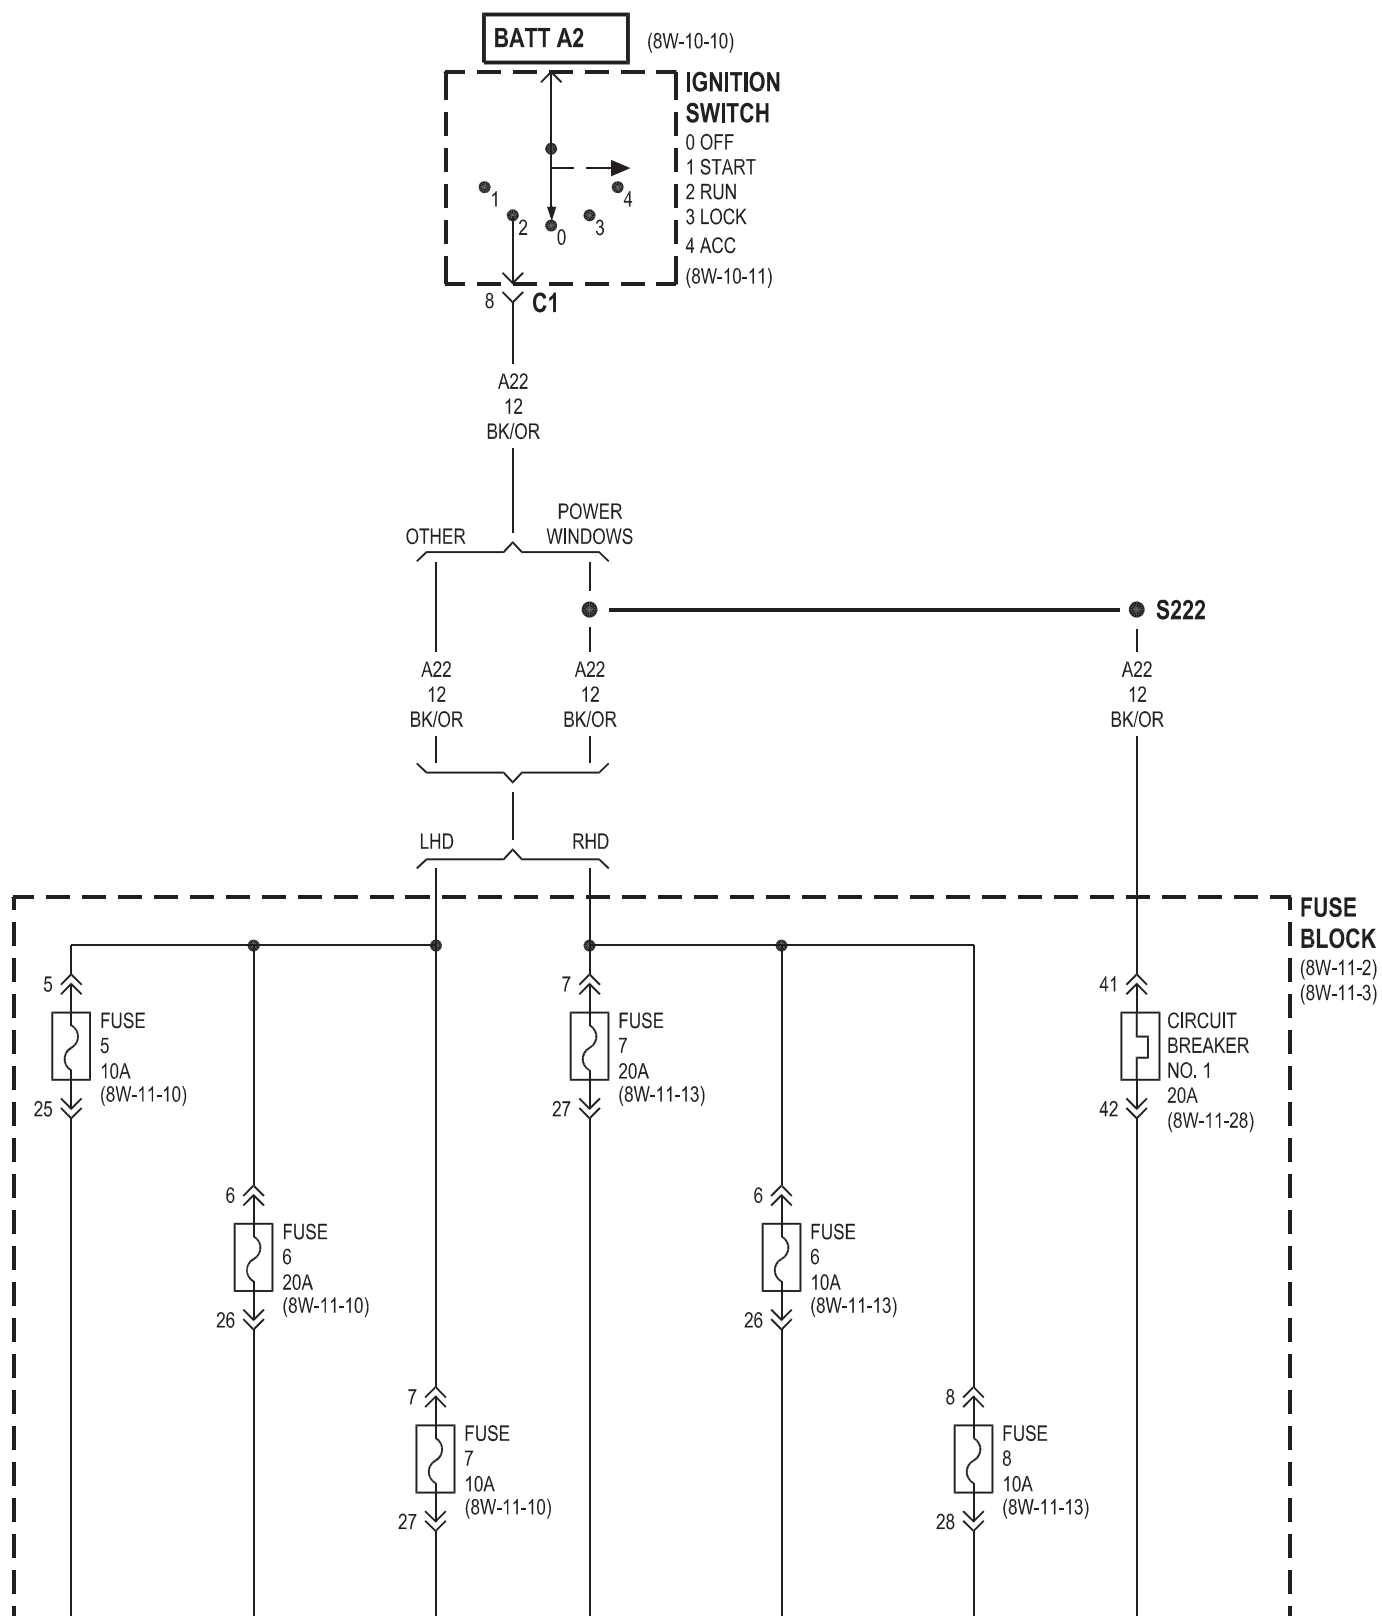 BATT A2
(8W-10-10)
IGNITION
SWITCH
0 OFF
1 START
2 RUN
3 LOCK
4 ACC
(8W-10-11)
1
2
0
3
4
8
C1
A22
12
BK/OR
OTHER
POWER
WINDOWS
S222
A22
12
BK/OR
A22
12
BK/OR
A22
12
BK/OR
LHD
RHD
FUSE
BLOCK
(8W-11-2)
(8W-11-3)
5
FUSE
5
10A
(8W-11-10)
25
7
FUSE
7
20A
(8W-11-13)
27
41
CIRCUIT
BREAKER
NO. 1
20A
(8W-11-28)
42
6
FUSE
6
20A
(8W-11-10)
26
6
FUSE
6
10A
(8W-11-13)
26
7
FUSE
7
10A
(8W-11-10)
27
8
FUSE
8
10A
(8W-11-13)
28